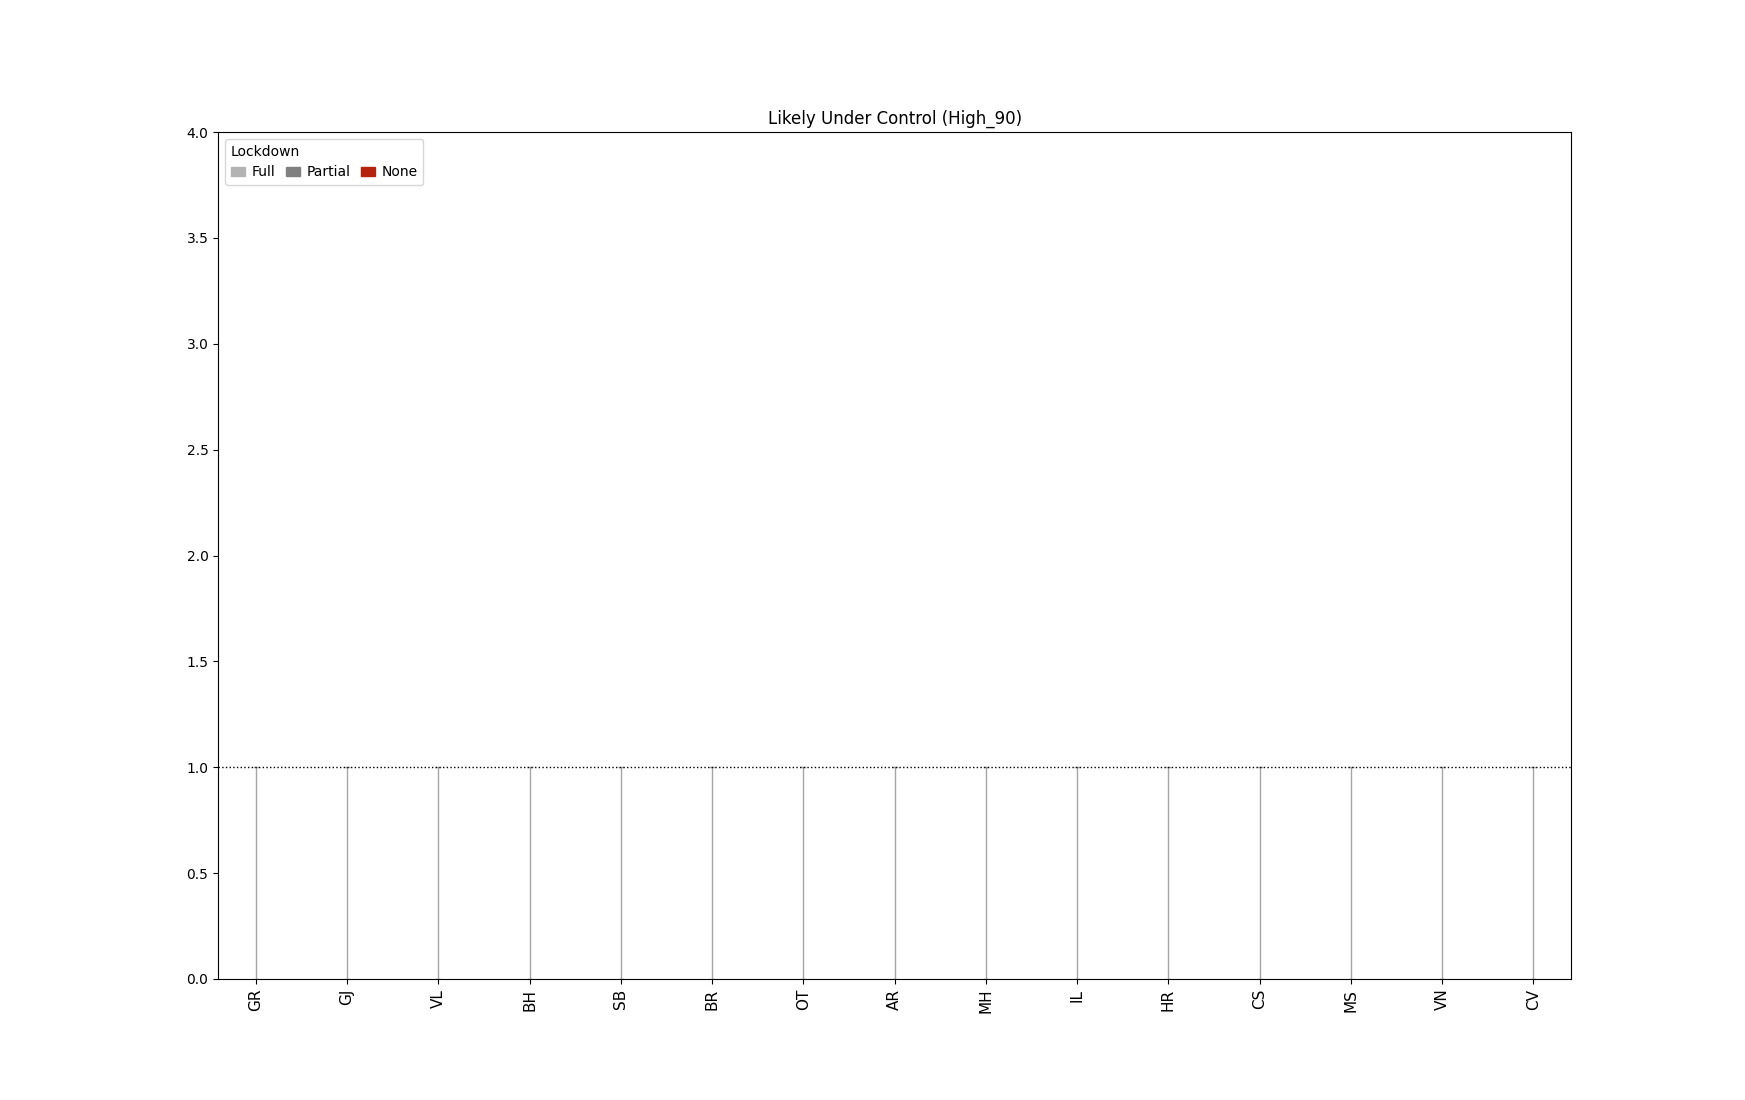 Likely Under Control (High_90)
Lockdown
Full Partial None
4.0
3.5
3.0
2.5
2.0
1.5
1.0
0.5
0.0
GR GJ VL BH SB BR OT AR MH IL HR CS MS VN CV